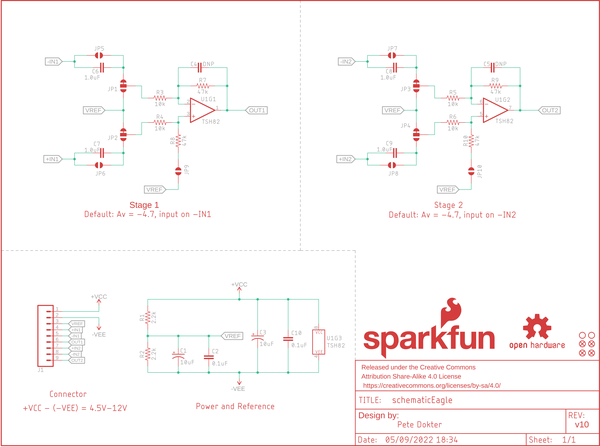 JP5
-IN1
C6
1.0uF
JP1
VREF
JP2
C7
1.0uF
+IN1
JP6
R3
10k
R4
10k
C4 DNP
R7
47k
U1G1
TSH82
OUT1
R8
47k
JP9
VREF
Stage 1
Default: Av = -4.7, input on -IN1
JP7
-IN2
C8
1.0uF
JP3
VREF
JP4
C9
1.0uF
+IN2
JP8
R5
10k
R6
10k
C5 DNP
R9
47k
U1G2
TSH82
OUT2
R10
47k
JP10
VREF
Stage 2
Default: Av = -4.7, input on -IN2
+VCC
-VEE
VREF
J1
Connector
+VCC - (-VEE) = 4.5V-12V
+VCC
R1
2.2k
R2
2.2k
VREF
C1
10uF
C2
0.1uF
C3
10uF
C10
0.1uF
U1G3
TSH82
-VEE
Power and Reference
sparkfun
open hardware
Released under the Creative Commons
Attribution Share-Alike 4.0 License
https://creativecommons.org/licenses/by-sa/4.0/
TITLE: schematicEagle
Design by:
Pete Dokter
REV:
v10
Date: 05/09/2022 18:34
Sheet: 1/1